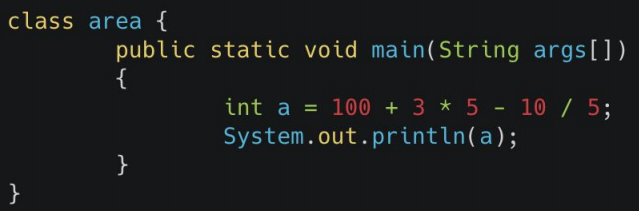 class area {
public static void main(String args[])
{
int a = 100 + 3 * 5 - 10 / 5;
System.out.println(a);
}
}